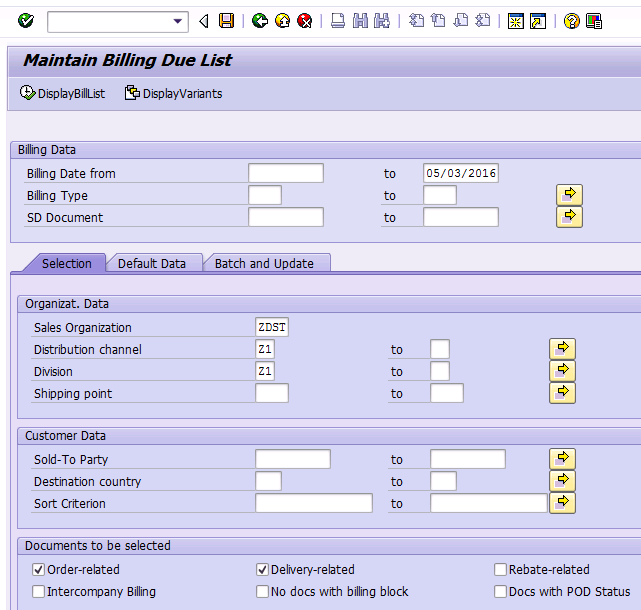 Maintain Billing Due List
DisplayBillList DisplayVariants
Billing Data
Billing Date from to 05/03/2016
Billing Type to
SD Document to
Selection Default Data Batch and Update
Organizat. Data
Sales Organization ZDST
Distribution channel Z1 to
Division Z1 to
Shipping point to
Customer Data
Sold-To Party to
Destination country to
Sort Criterion to
Documents to be selected
Order-related Delivery-related Rebate-related
Intercompany Billing No docs with billing block Docs with POD Status